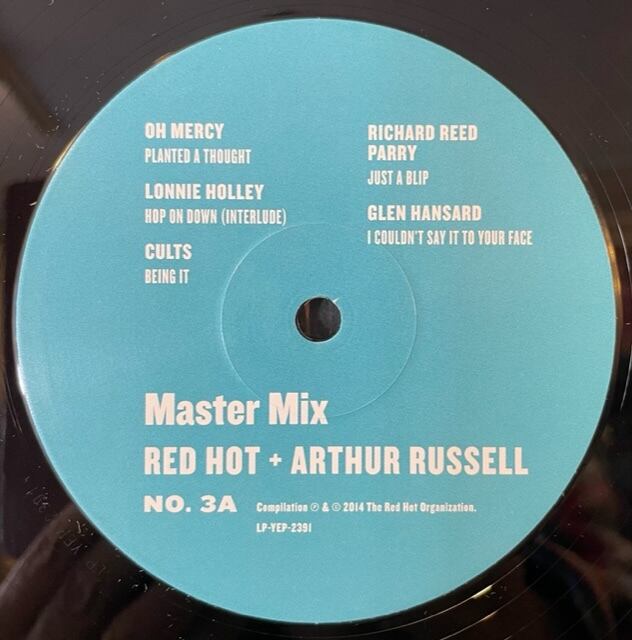 OH MERCY
PLANTED A THOUGHT
LONNIE HOLLEY
HOP ON DOWN (INTERLUDE)
CULTS
BEING IT
RICHARD REED
PARRY
JUST A BLIP
GLEN HANSARD
I COULDN'T SAY IT TO YOUR FACE
Master Mix
RED HOT + ARTHUR RUSSELL
NO. 3A
Compilation ℗ & © 2014 The Red Hot Organization.
LP-YEP-2391